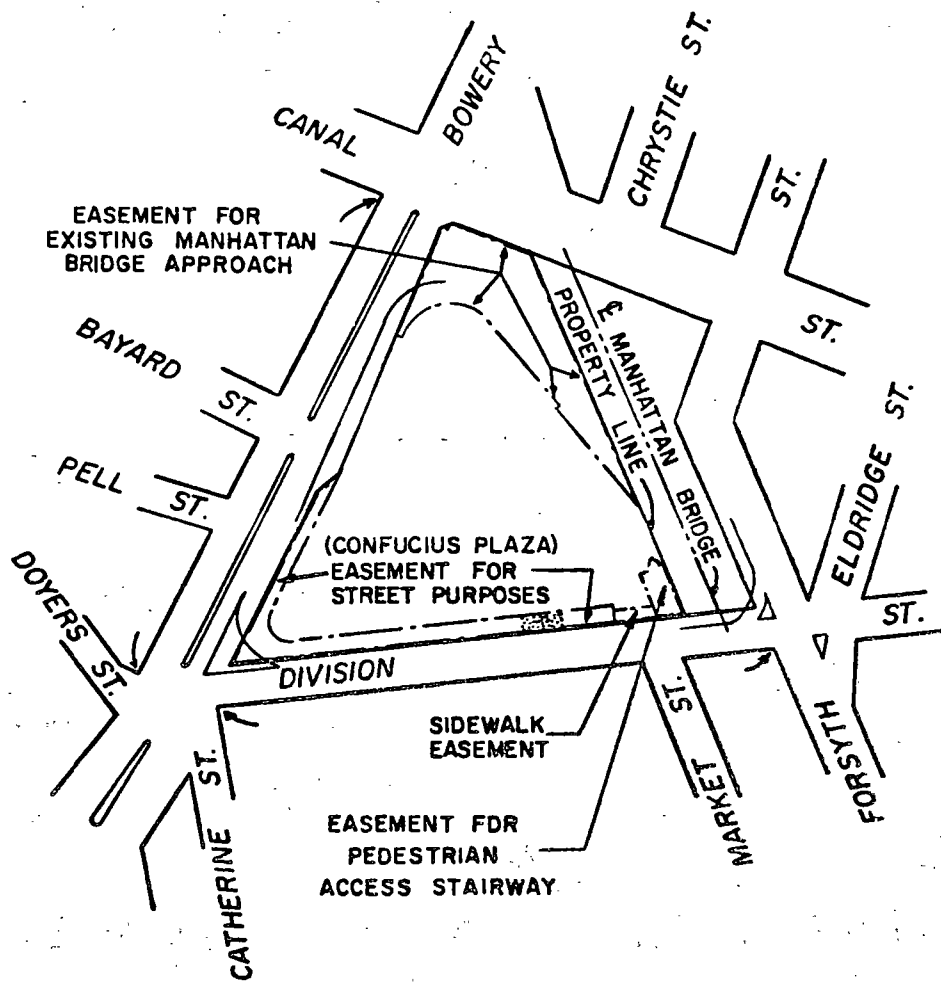 CANAL
BOWERY
CHRYSTIE ST.
ST.
ST.
EASEMENT FOR
EXISTING MANHATTAN
BRIDGE APPROACH
BAYARD
ST.
PELL
ST.
DOYERS ST.
℄ MANHATTAN BRIDGE
PROPERTY LINE
ELDRIDGE ST.
(CONFUCIUS PLAZA)
EASEMENT FOR
STREET PURPOSES
DIVISION
ST.
SIDEWALK
EASEMENT
MARKET ST.
FORSYTH
CATHERINE ST.
EASEMENT FOR
PEDESTRIAN
ACCESS STAIRWAY